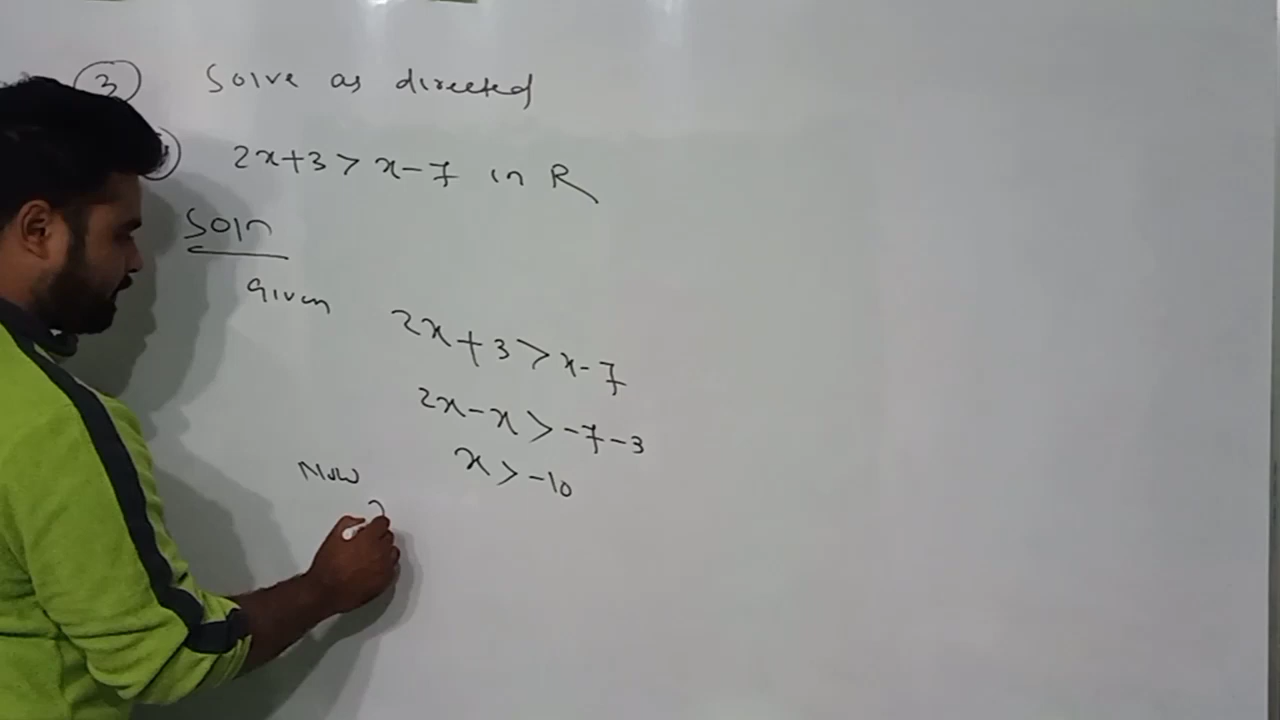 3 Solve as directed
2x+3 > x-7 in R
Soln
Given 2x+3 > x-7
2x-x > -7-3
x > -10
Now